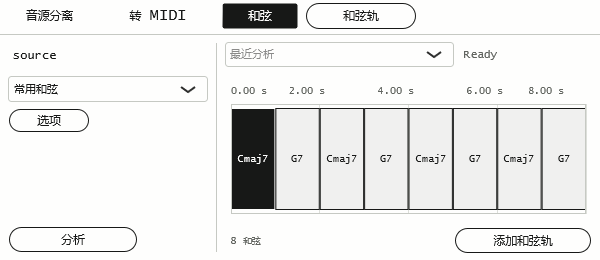 音源分离 转 MIDI 和弦 和弦轨
source 最近分析 Ready
常用和弦 0.00 s 2.00 s 4.00 s 6.00 s 8.00 s
选项
Cmaj7 G7 Cmaj7 G7 Cmaj7 G7 Cmaj7 G7
分析 8 和弦 添加和弦轨